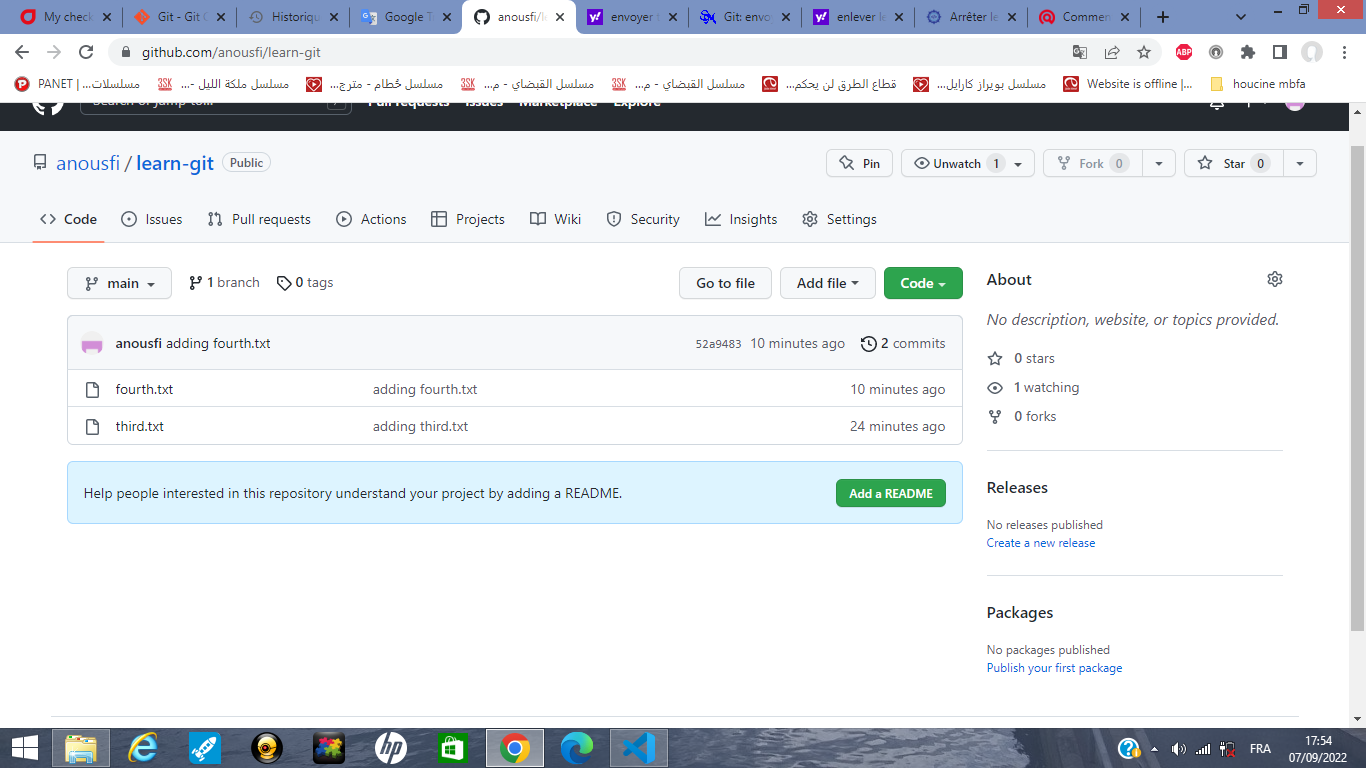 My check
Git - Git C
Historiqu
Google T
anousfi/le
envoyer f
Git: envo
enlever le
Arrêter le
Commen
github.com/anousfi/learn-git
PANET | مسلسلات...
مسلسل ملكة الليل -...
مسلسل حُطام - مترج...
مسلسل القبضاي - م...
مسلسل القبضاي - م...
قطاع الطرق لن يحكم...
مسلسل بويراز كارايل...
Website is offline |...
houcine mbfa
Search or jump to...
Pull requests Issues Marketplace Explore
anousfi / learn-git Public
Pin
Unwatch 1
Fork 0
Star 0
Code Issues Pull requests Actions Projects Wiki Security Insights Settings
main
1 branch
0 tags
Go to file
Add file
Code
anousfi adding fourth.txt 52a9483 10 minutes ago 2 commits
fourth.txt adding fourth.txt 10 minutes ago
third.txt adding third.txt 24 minutes ago
Help people interested in this repository understand your project by adding a README.
Add a README
About
No description, website, or topics provided.
0 stars
1 watching
0 forks
Releases
No releases published
Create a new release
Packages
No packages published
Publish your first package
FRA
17:54
07/09/2022